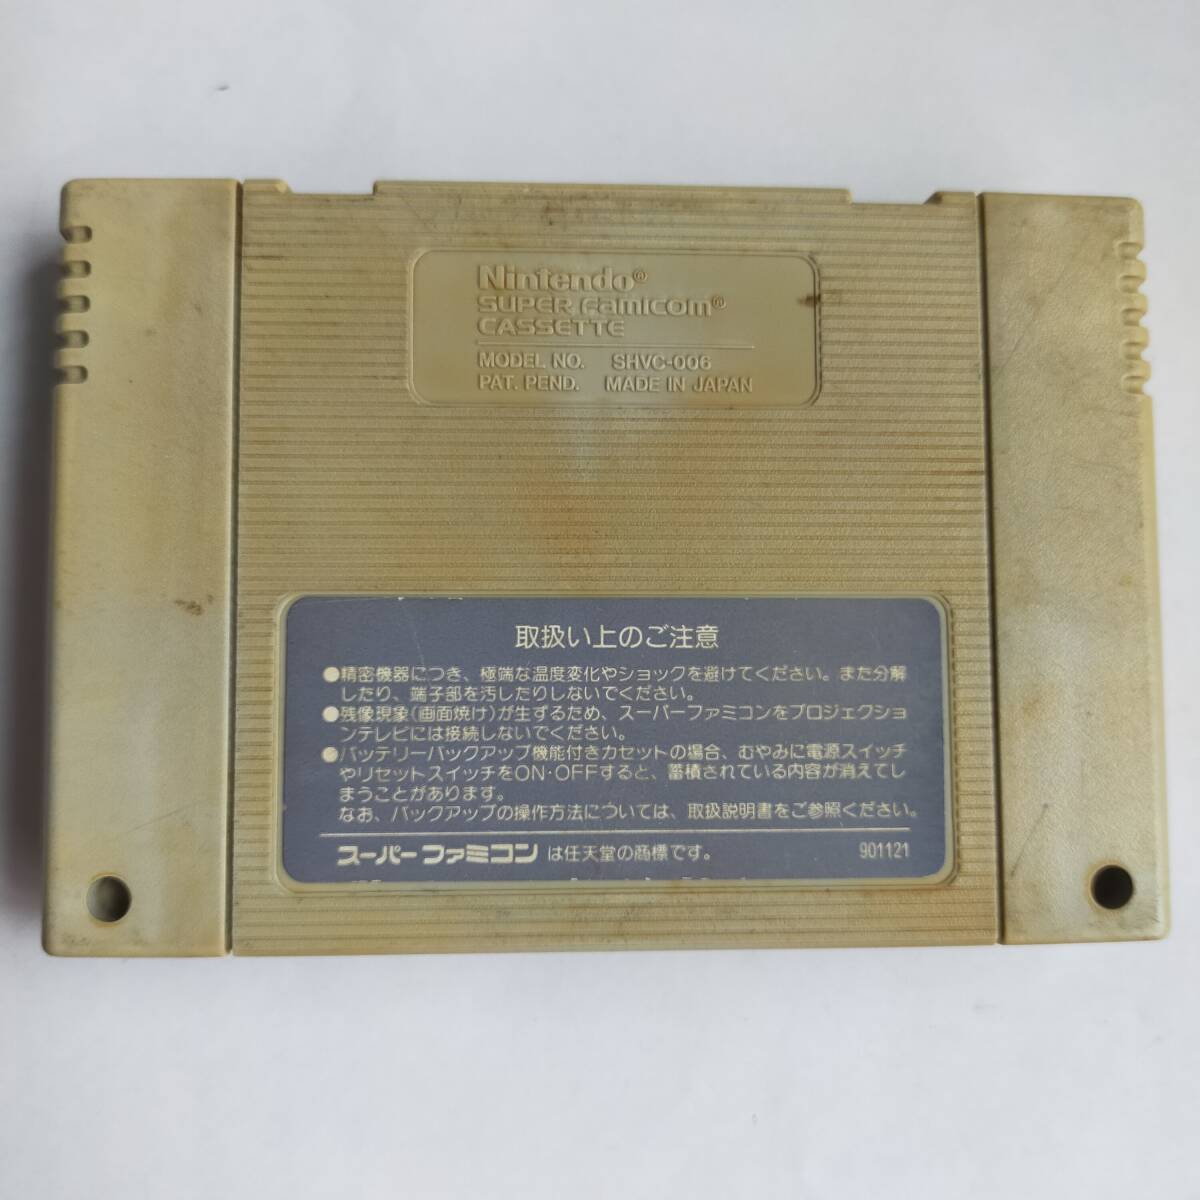 Nintendo®
SUPER Famicom®
CASSETTE
MODEL NO. SHVC-006
PAT. PEND. MADE IN JAPAN
取扱い上のご注意
●精密機器につき、極端な温度変化やショックを避けてください。また分解
したり、端子部を汚したりしないでください。
●残像現象(画面焼け)が生ずるため、スーパーファミコンをプロジェクショ
ンテレビには接続しないでください。
●バッテリーバックアップ機能付きカセットの場合、むやみに電源スイッチ
やリセットスイッチをON・OFFすると、蓄積されている内容が消えてし
まうことがあります。
なお、バックアップの操作方法については、取扱説明書をご参照ください。
スーパーファミコン は任天堂の商標です。 901121